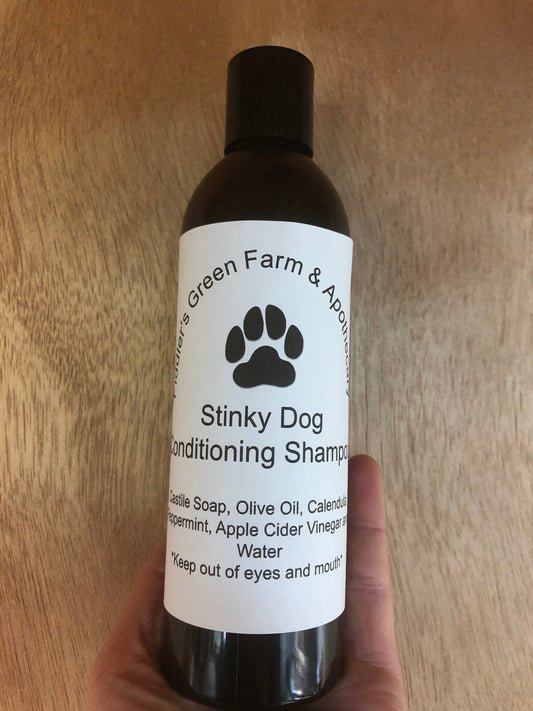 Fiddler's Green Farm & Apothecary
Stinky Dog
Conditioning Shampoo
Castile Soap, Olive Oil, Calendula,
Peppermint, Apple Cider Vinegar and
Water
*Keep out of eyes and mouth*